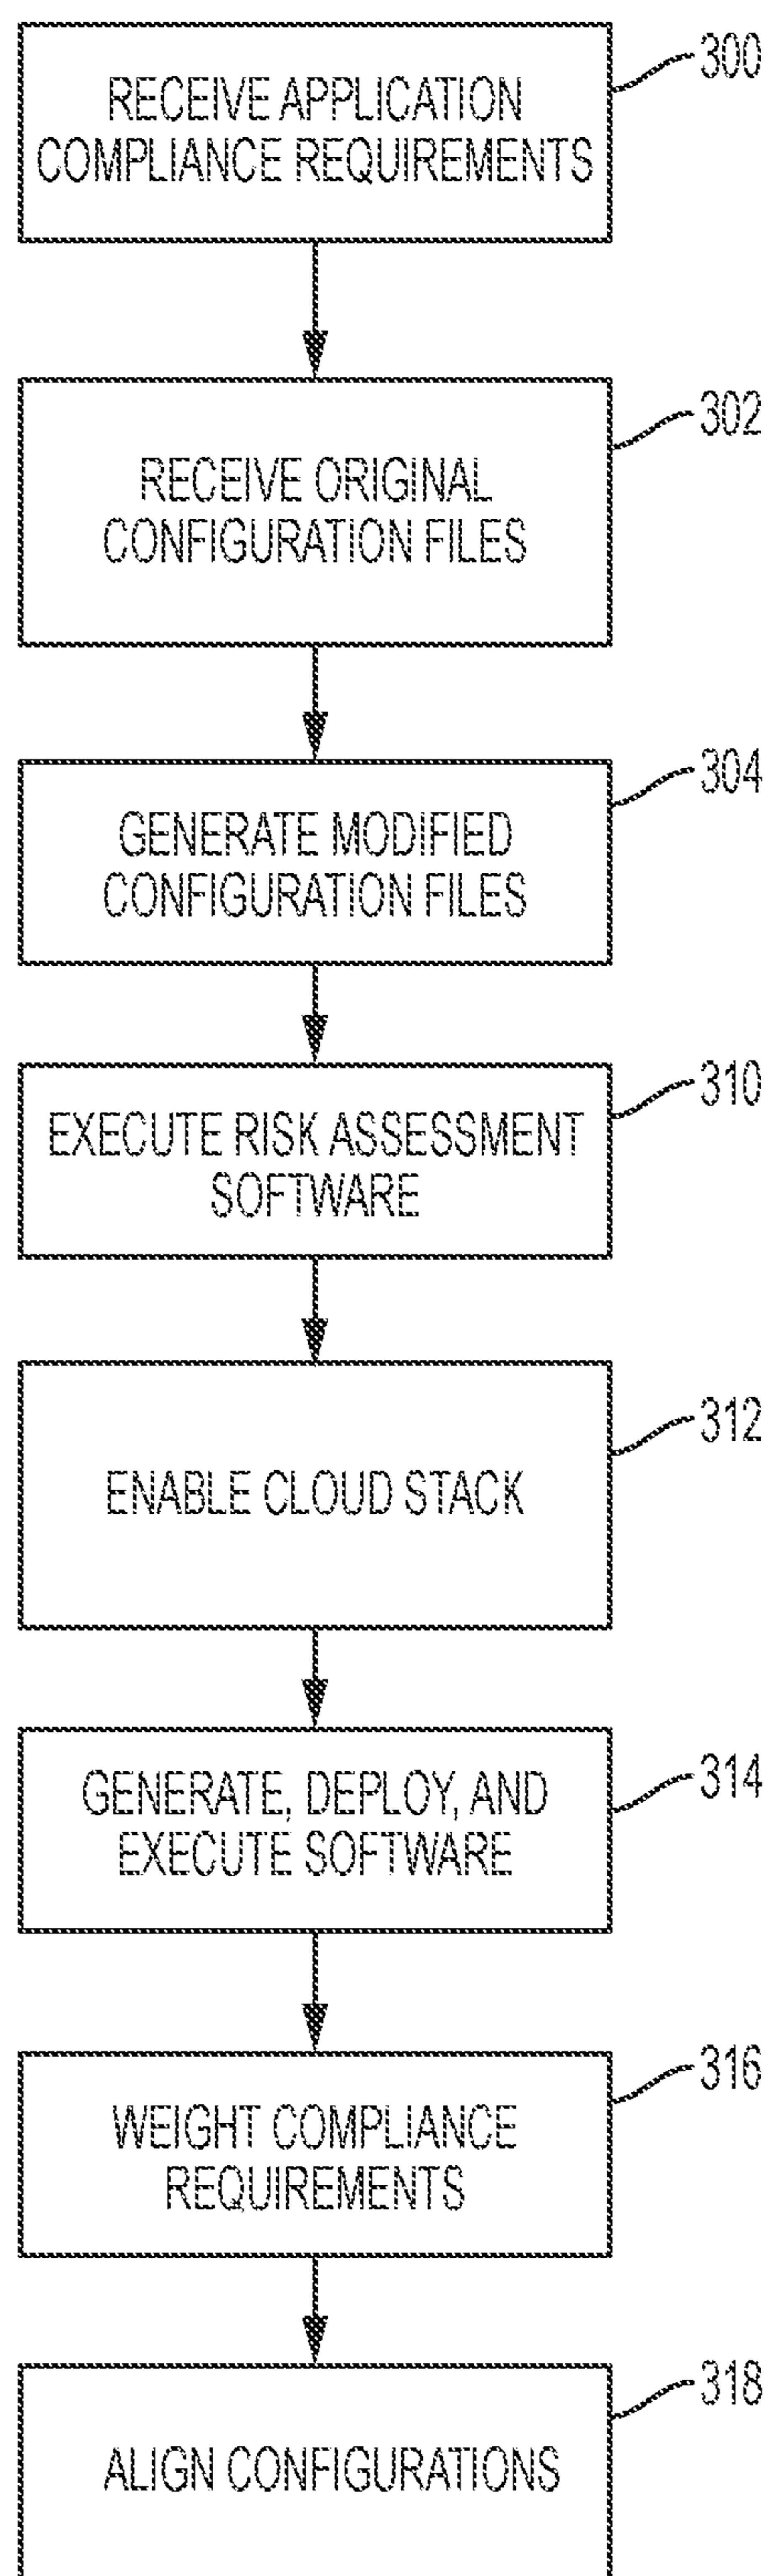 RECEIVE APPLICATION
COMPLIANCE REQUIREMENTS
300
RECEIVE ORIGINAL
CONFIGURATION FILES
302
GENERATE MODIFIED
CONFIGURATION FILES
304
EXECUTE RISK ASSESSMENT
SOFTWARE
310
ENABLE CLOUD STACK
312
GENERATE, DEPLOY, AND
EXECUTE SOFTWARE
314
WEIGHT COMPLIANCE
REQUIREMENTS
316
ALIGN CONFIGURATIONS
318